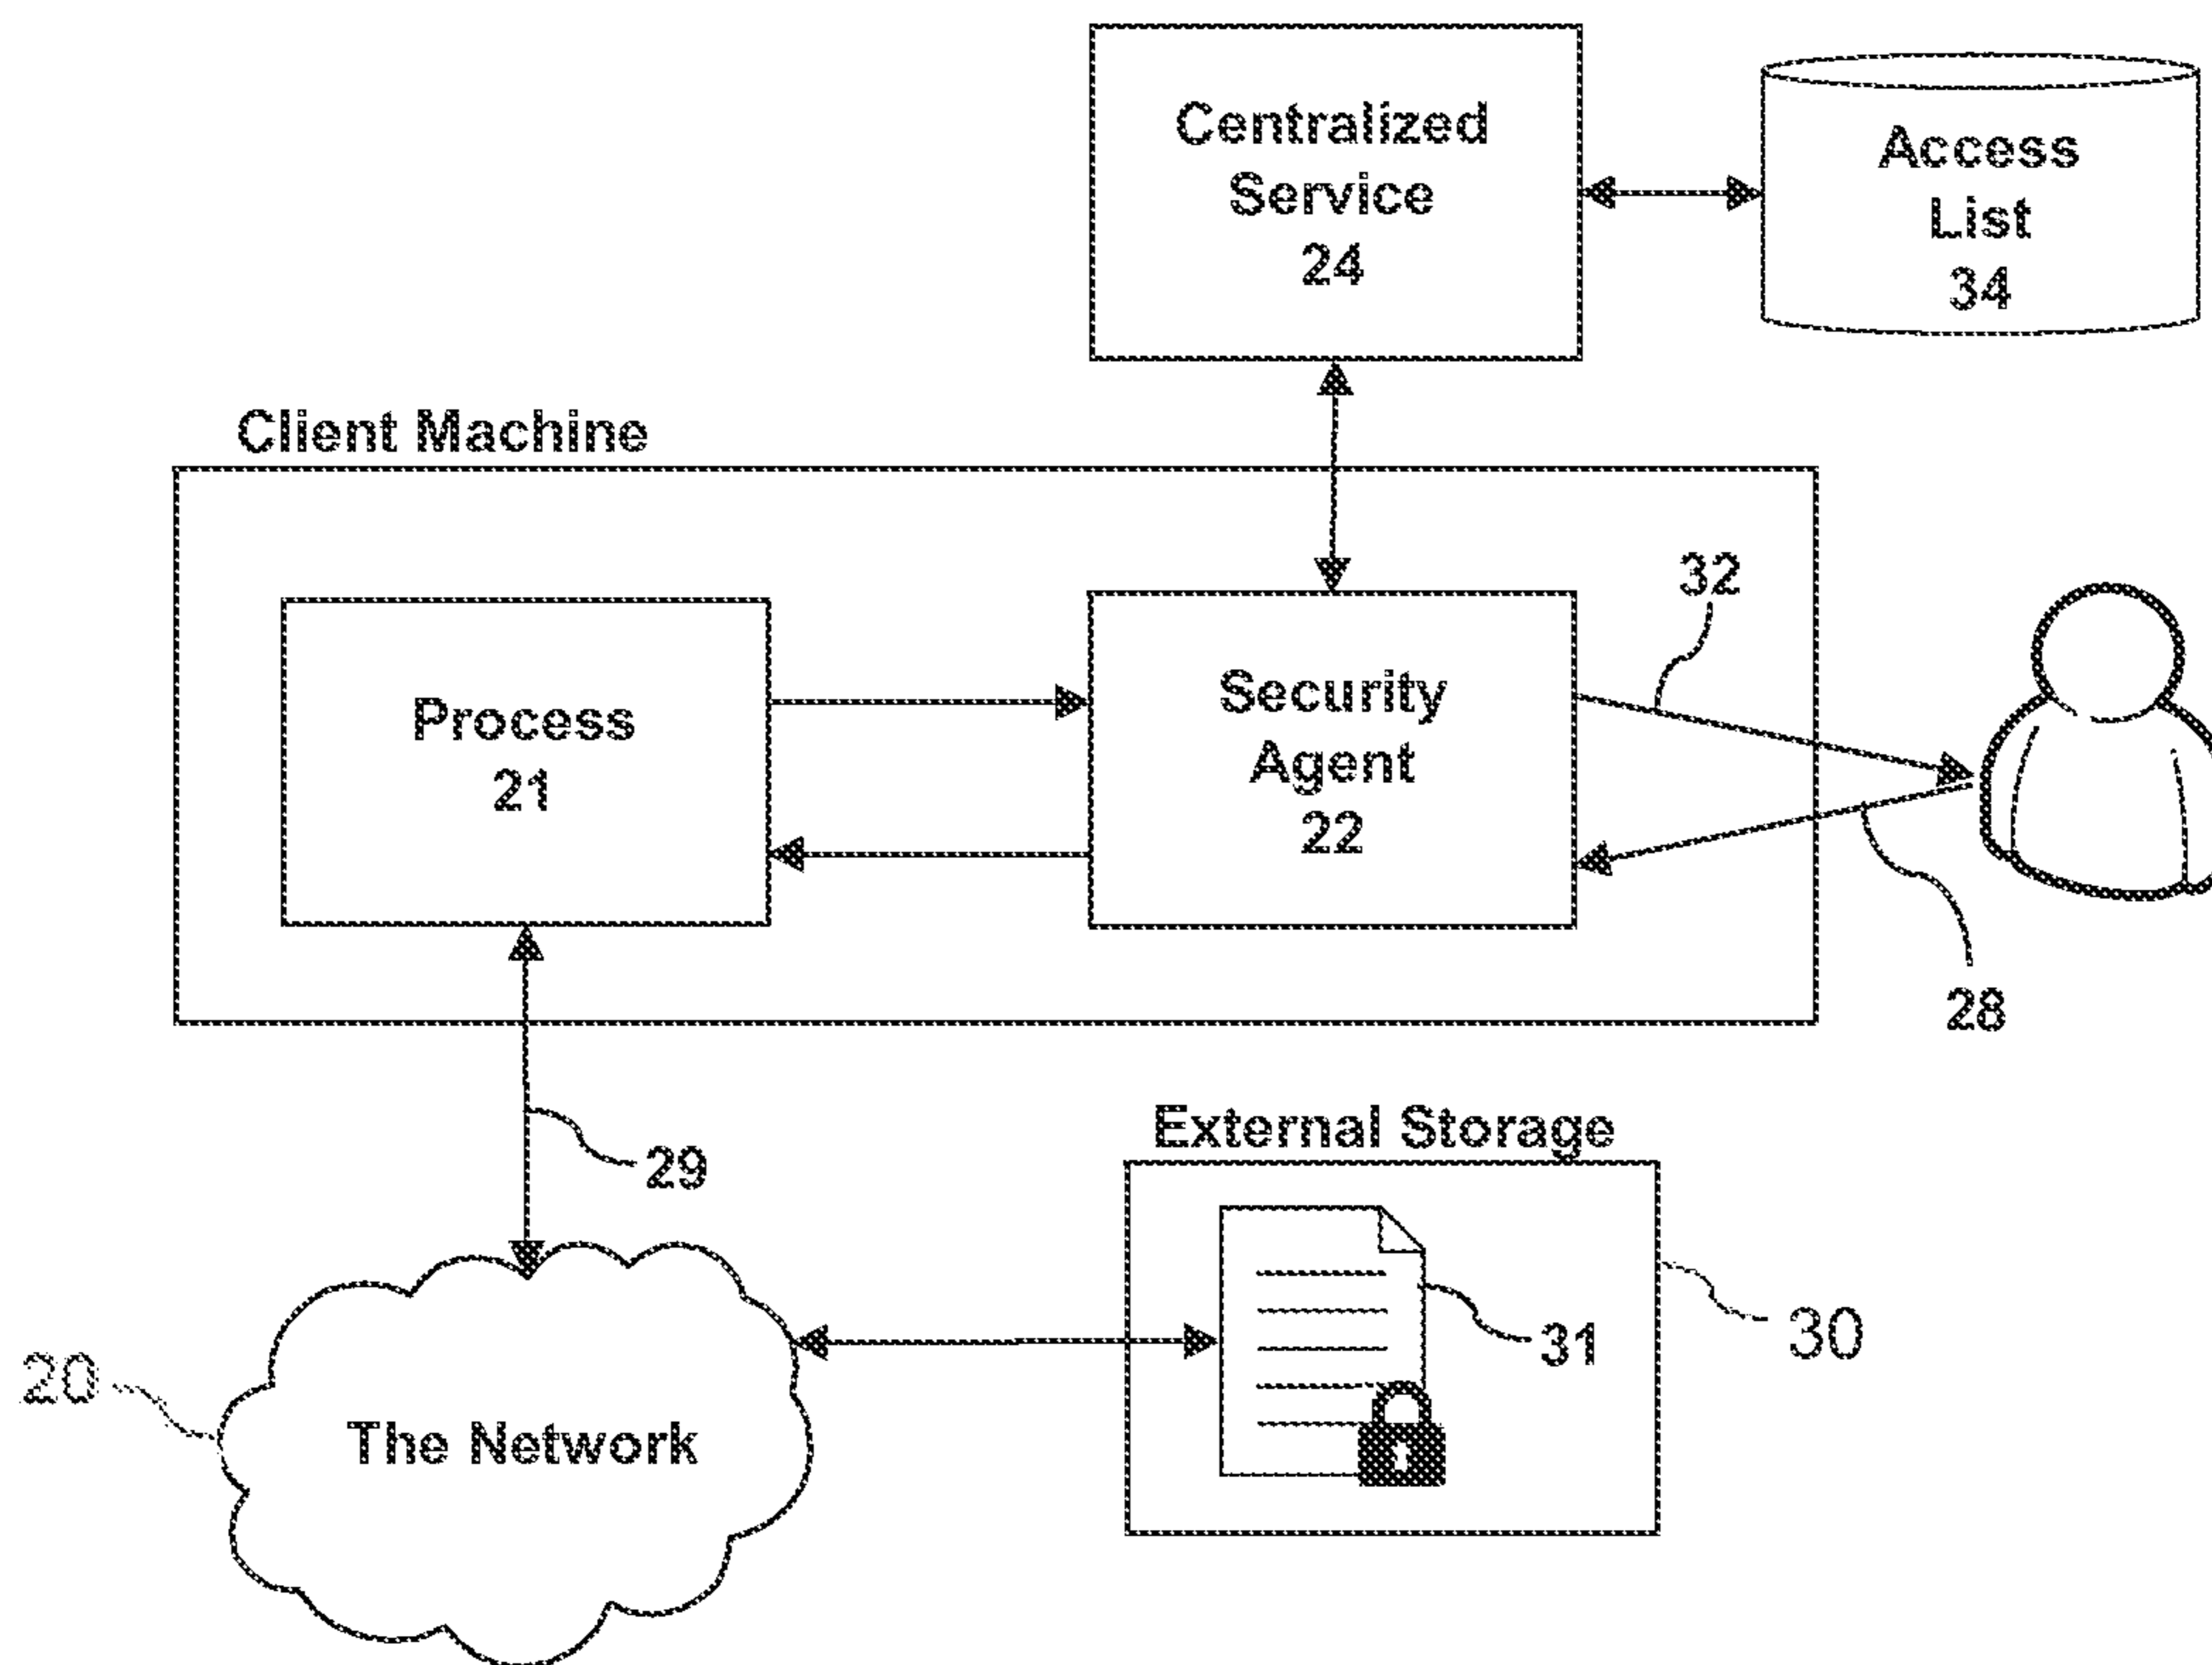 Centralized
Service
24
Access
List
34
Client Machine
32
Process
21
Security
Agent
22
28
External Storage
29
31
30
20
The Network